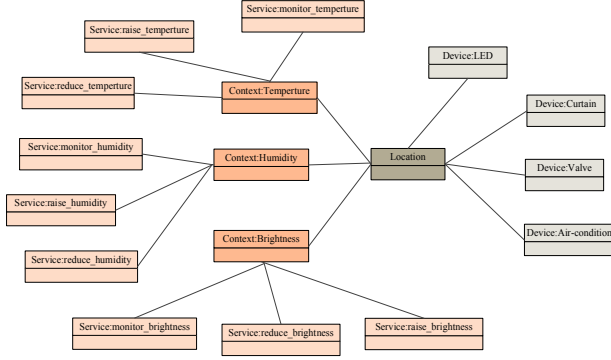 Service:monitor_temperture
Service:raise_temperture
Service:reduce_temperture
Context:Temperture
Device:LED
Device:Curtain
Service:monitor_humidity
Context:Humidity
Location
Device:Valve
Service:raise_humidity
Context:Brightness
Device:Air-condition
Service:reduce_humidity
Service:monitor_brightness
Service:reduce_brightness
Service:raise_brightness